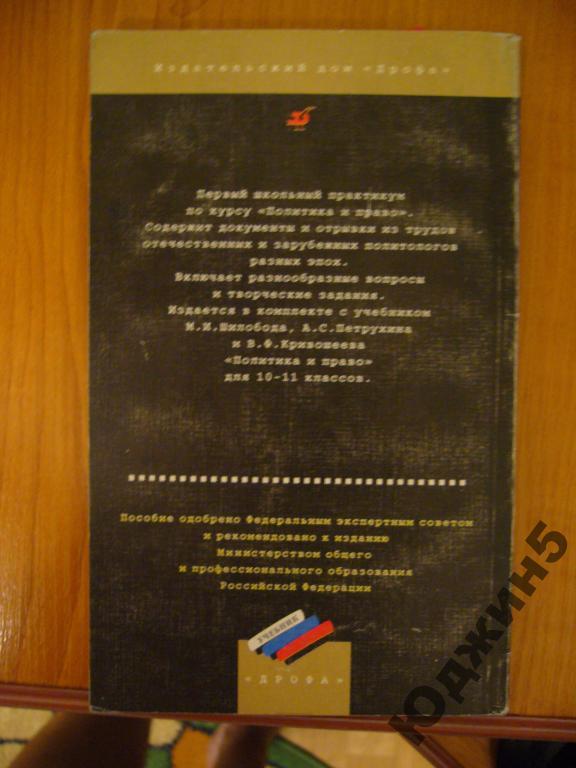 Издательский дом «Дрофа»
Первый школьный практикум
по курсу «Политика и право».
Содержит документы и отрывки из трудов
отечественных и зарубежных политологов
разных эпох.
Включает разнообразные вопросы
и творческие задания.
Издается в комплекте с учебником
М.И.Шилобода, А.С.Петрухина
и В.Ф.Кривошеева
«Политика и право»
для 10-11 классов.
Пособие одобрено Федеральным экспертным советом
и рекомендовано к изданию
Министерством общего
и профессионального образования
Российской Федерации
УЧЕБНИК
«ДРОФА»
ЮДЖИН5